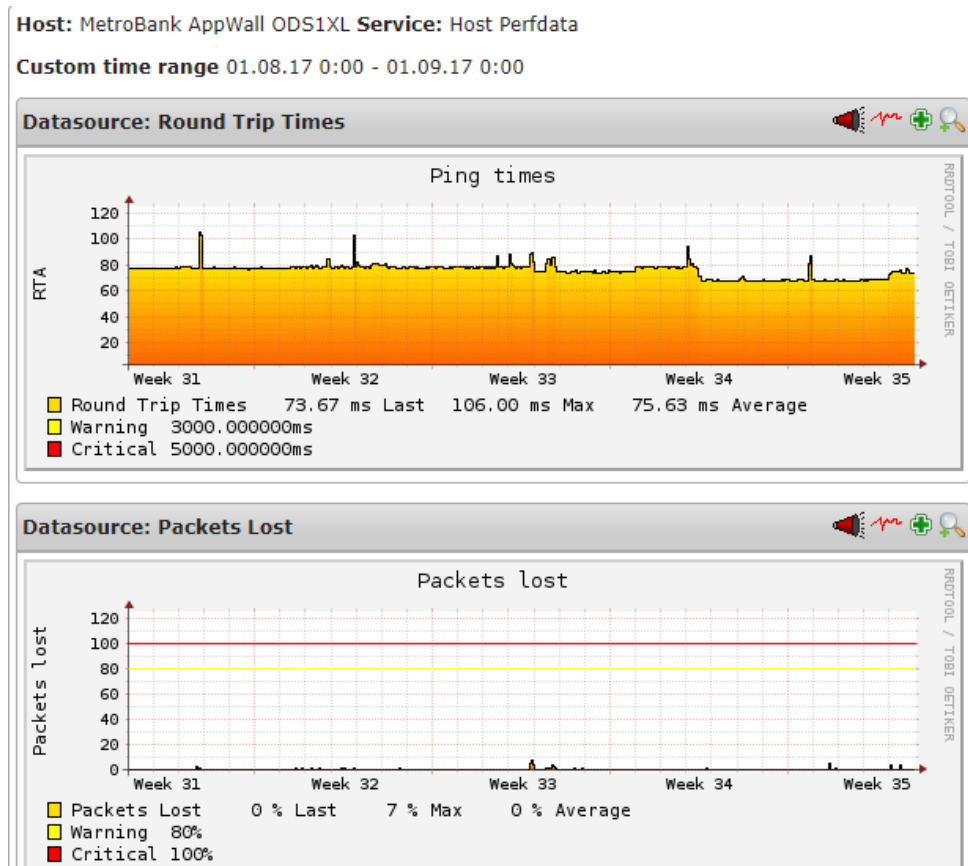 Host: MetroBank AppWall ODS1XL Service: Host Perfdata
Custom time range 01.08.17 0:00 - 01.09.17 0:00
Datasource: Round Trip Times
Ping times
RRDTOOL / TOBI OETIKER
RTA
120
100
80
60
40
20
Week 31 Week 32 Week 33 Week 34 Week 35
Round Trip Times 73.67 ms Last 106.00 ms Max 75.63 ms Average
Warning 3000.000000ms
Critical 5000.000000ms
Datasource: Packets Lost
Packets lost
RRDTOOL / TOBI OETIKER
Packets lost
120
100
80
60
40
20
0
Week 31 Week 32 Week 33 Week 34 Week 35
Packets Lost 0 % Last 7 % Max 0 % Average
Warning 80%
Critical 100%